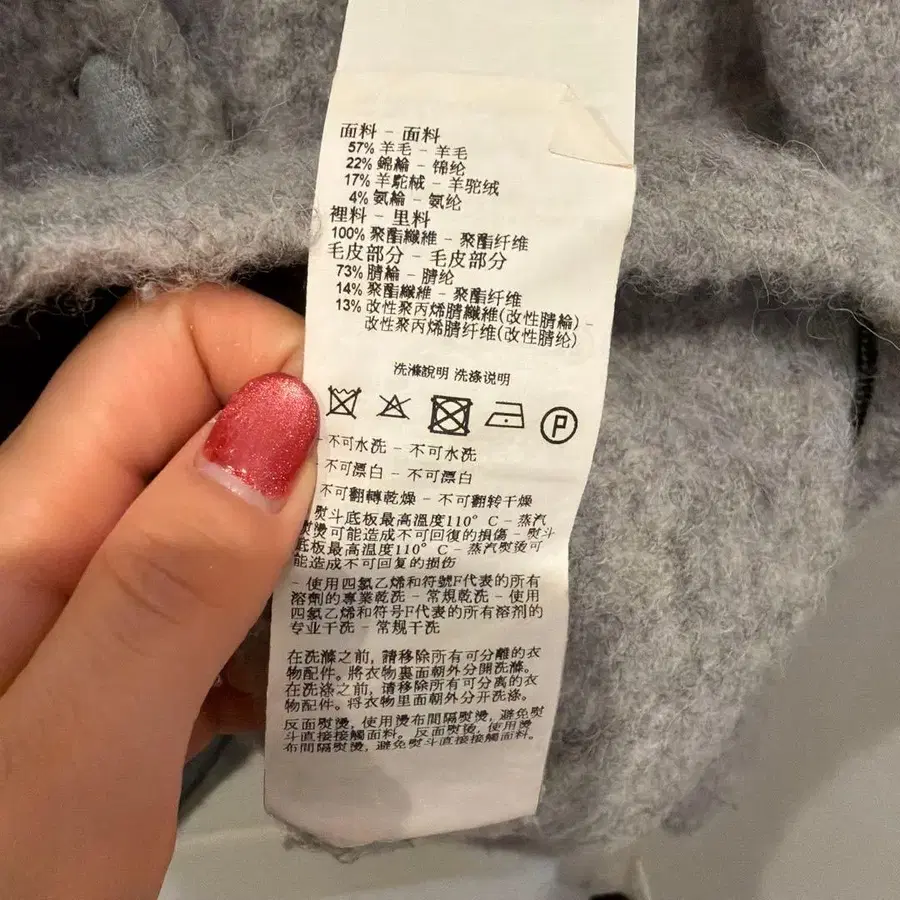 面料 - 面料
57% 羊毛 - 羊毛
22% 錦綸 - 锦纶
17% 羊駝絨 - 羊驼绒
4% 氨綸 - 氨纶
裡料 - 里料
100% 聚酯纖維 - 聚酯纤维
毛皮部分 - 毛皮部分
73% 腈綸 - 腈纶
14% 聚酯纖維 - 聚酯纤维
13% 改性聚丙烯腈纖維(改性腈綸) -
改性聚丙烯腈纤维(改性腈纶)
洗滌說明 洗涤说明
P
- 不可水洗 - 不可水洗
- 不可漂白 - 不可漂白
不可翻轉乾燥 - 不可翻转干燥
熨斗底板最高溫度110° C - 蒸汽
熨燙可能造成不可回復的損傷 - 熨斗
底板最高温度110° C - 蒸汽熨烫可
能造成不可回复的损伤
- 使用四氯乙烯和符號F代表的所有
溶劑的專業乾洗 - 常規乾洗 - 使用
四氯乙烯和符号F代表的所有溶剂的
专业干洗 - 常规干洗
在洗滌之前, 請移除所有可分離的衣
物配件。將衣物裏面朝外分開洗滌。
在洗涤之前, 请移除所有可分离的衣
物配件。将衣物里面朝外分开洗涤。
反面熨燙, 使用燙布間隔熨燙, 避免熨
斗直接接觸面料。反面熨烫, 使用烫
布间隔熨烫, 避免熨斗直接接触面料。